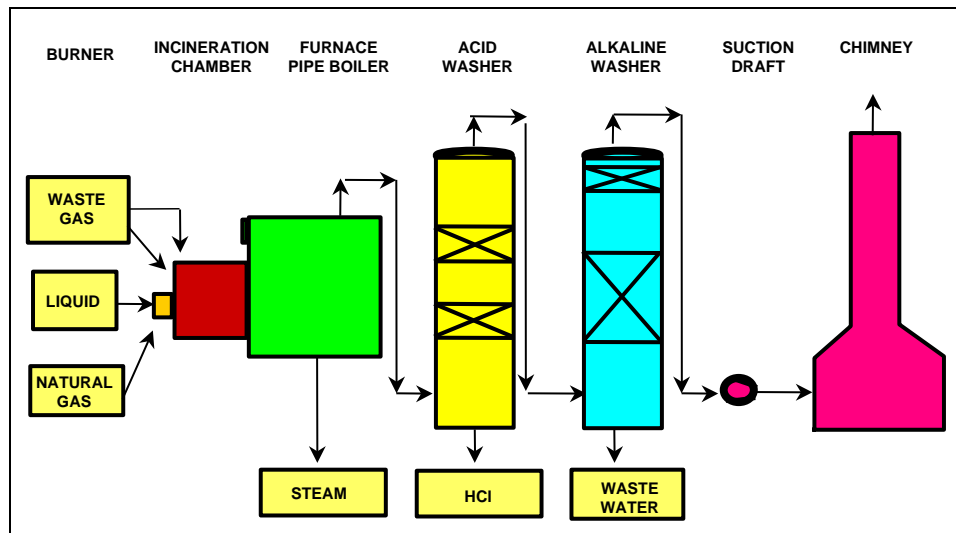 BURNER
INCINERATION
CHAMBER
FURNACE
PIPE BOILER
ACID
WASHER
ALKALINE
WASHER
SUCTION
DRAFT
CHIMNEY
WASTE
GAS
LIQUID
NATURAL
GAS
STEAM
HCl
WASTE
WATER